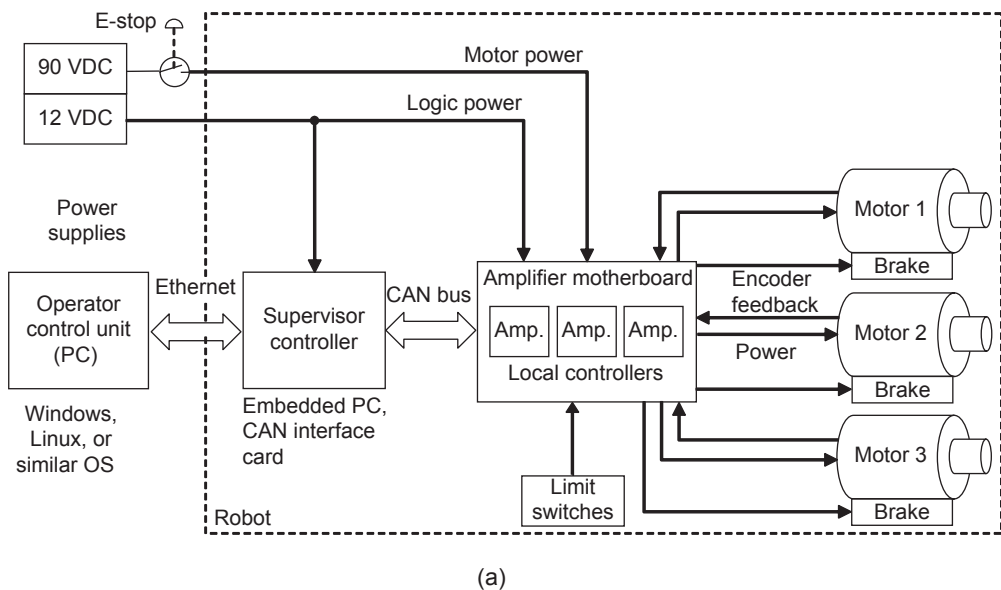 E-stop
90 VDC
12 VDC
Motor power
Logic power
Power
supplies
Ethernet
Operator
control unit
(PC)
Windows,
Linux, or
similar OS
Supervisor
controller
Embedded PC,
CAN interface
card
CAN bus
Amplifier motherboard
Amp.
Amp.
Amp.
Local controllers
Limit
switches
Encoder
feedback
Power
Motor 1
Brake
Motor 2
Brake
Motor 3
Brake
Robot
(a)